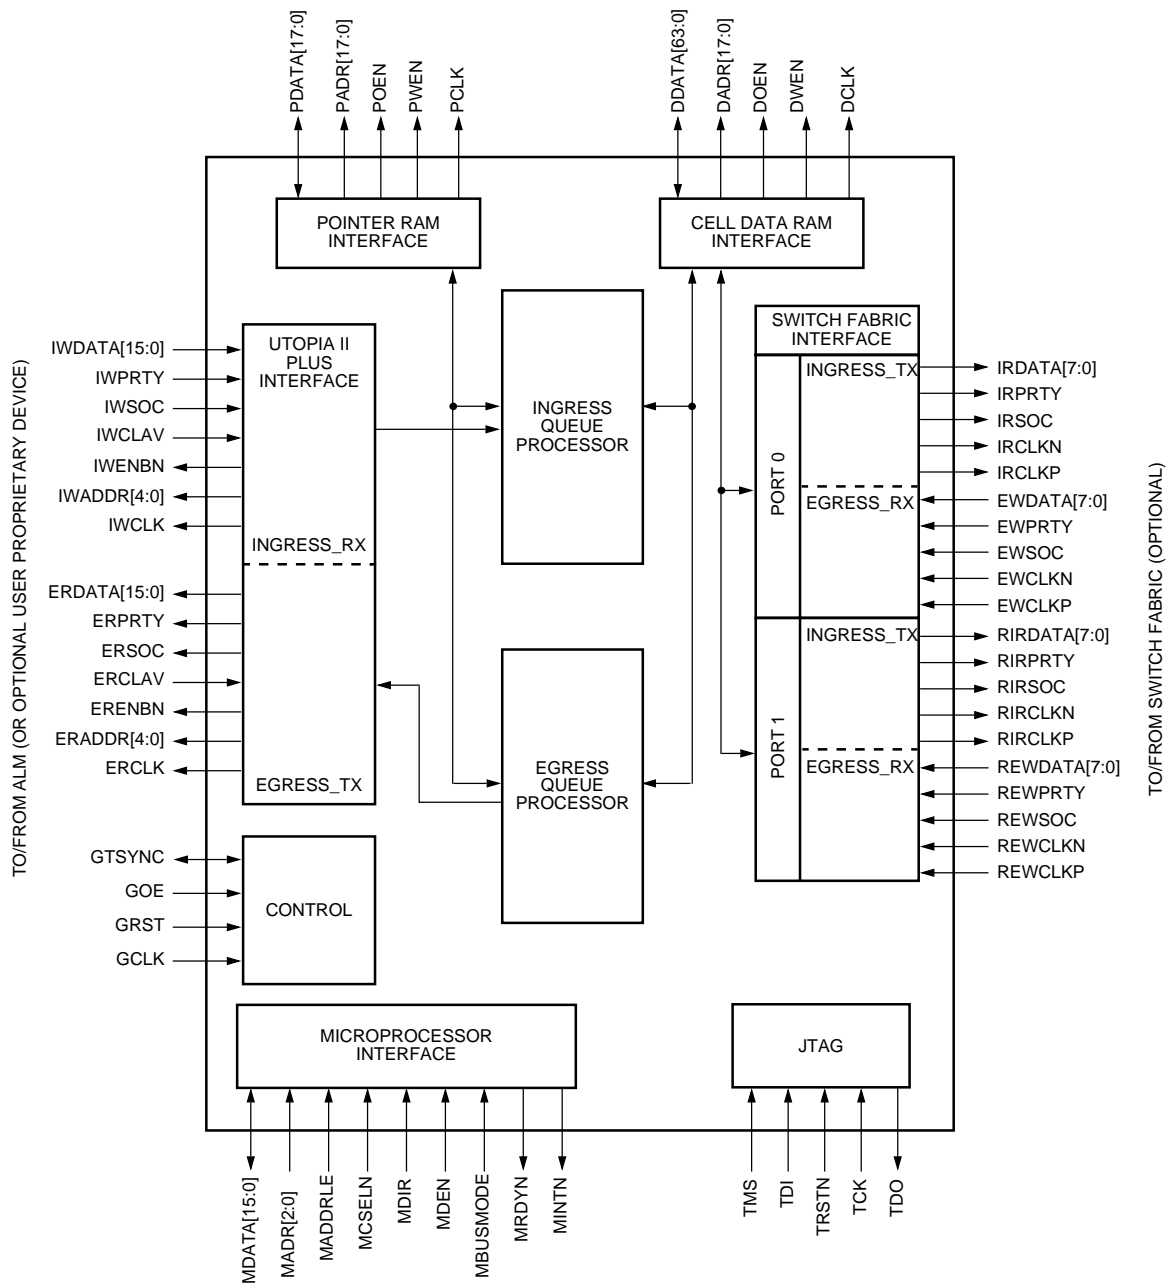 PDATA[17:0]
PADR[17:0]
POEN
PWEN
PCLK
DDATA[63:0]
DADR[17:0]
DOEN
DWEN
DCLK
POINTER RAM
INTERFACE
CELL DATA RAM
INTERFACE
TO/FROM ALM (OR OPTIONAL USER PROPRIETARY DEVICE)
IWDATA[15:0]
IWPRTY
IWSOC
IWCLAV
IWENBN
IWADDR[4:0]
IWCLK
ERDATA[15:0]
ERPRTY
ERSOC
ERCLAV
ERENBN
ERADDR[4:0]
ERCLK
GTSYNC
GOE
GRST
GCLK
UTOPIA II
PLUS
INTERFACE
INGRESS_RX
EGRESS_TX
CONTROL
INGRESS
QUEUE
PROCESSOR
EGRESS
QUEUE
PROCESSOR
SWITCH FABRIC
INTERFACE
PORT 0
INGRESS_TX
EGRESS_RX
PORT 1
INGRESS_TX
EGRESS_RX
IRDATA[7:0]
IRPRTY
IRSOC
IRCLKN
IRCLKP
EWDATA[7:0]
EWPRTY
EWSOC
EWCLKN
EWCLKP
RIRDATA[7:0]
RIRPRTY
RIRSOC
RIRCLKN
RIRCLKP
REWDATA[7:0]
REWPRTY
REWSOC
REWCLKN
REWCLKP
TO/FROM SWITCH FABRIC (OPTIONAL)
MICROPROCESSOR
INTERFACE
JTAG
MDATA[15:0]
MADR[2:0]
MADDRLE
MCSELN
MDIR
MDEN
MBUSMODE
MRDYN
MINTN
TMS
TDI
TRSTN
TCK
TDO